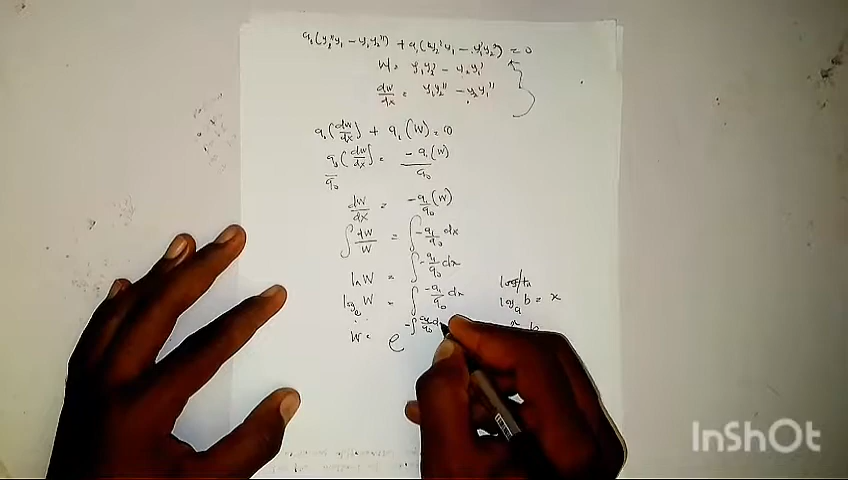 a₀(y₂''y₁ - y₁''y₂) + a₁(y₂'y₁ - y₁'y₂) = 0
W = y₁y₂' - y₂y₁'
dW/dx = y₁y₂'' - y₂y₁''
a₀(dW/dx) + a₁(W) = 0
a₀/a₀ (dW/dx) = -a₁(W)/a₀
dW/dx = -a₁/a₀ (W)
∫ dW/W = ∫ -a₁/a₀ dx
ln W = ∫ -a₁/a₀ dx
logₑ W = ∫ -a₁/a₀ dx
logₐ b = x
W = e^-∫ a₁/a₀ d
b
InShOt